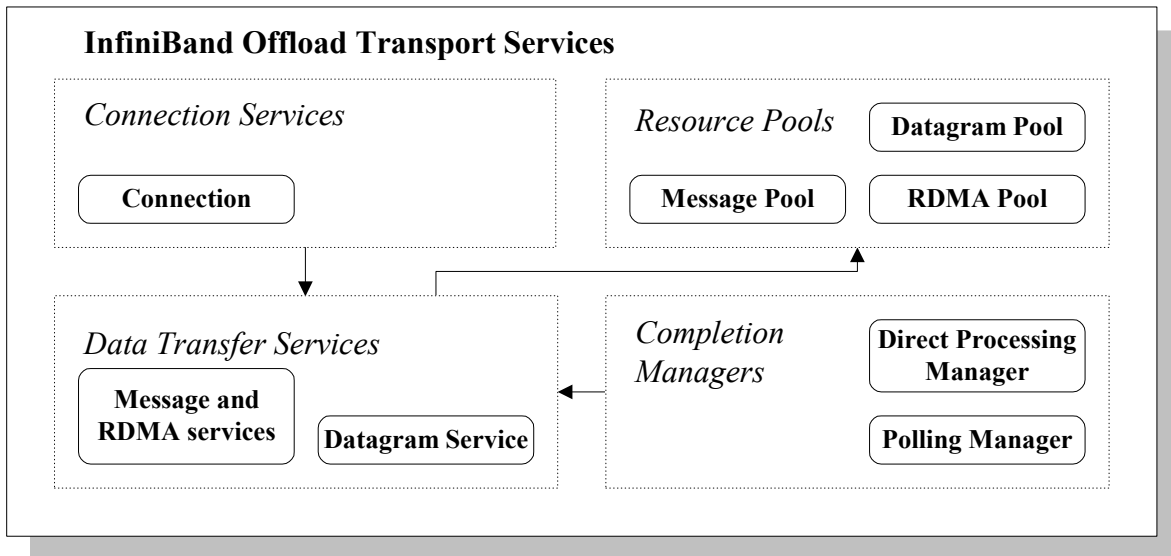 InfiniBand Offload Transport Services
Connection Services
Connection
Resource Pools
Datagram Pool
Message Pool
RDMA Pool
Data Transfer Services
Message and
RDMA services
Datagram Service
Completion
Managers
Direct Processing
Manager
Polling Manager